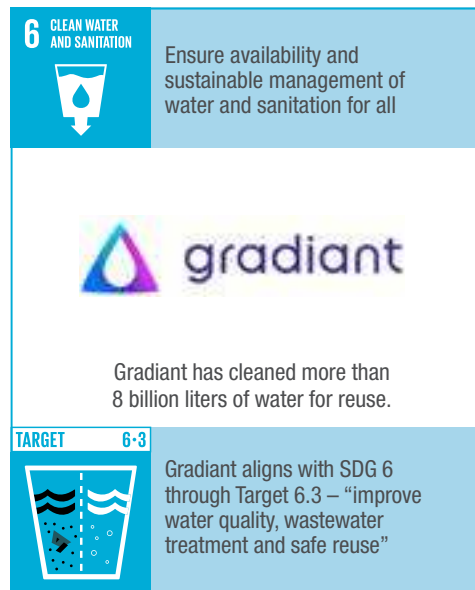 6 CLEAN WATER
AND SANITATION
Ensure availability and
sustainable management of
water and sanitation for all
gradiant
Gradiant has cleaned more than
8 billion liters of water for reuse.
TARGET 6·3
Gradiant aligns with SDG 6
through Target 6.3 – “improve
water quality, wastewater
treatment and safe reuse”